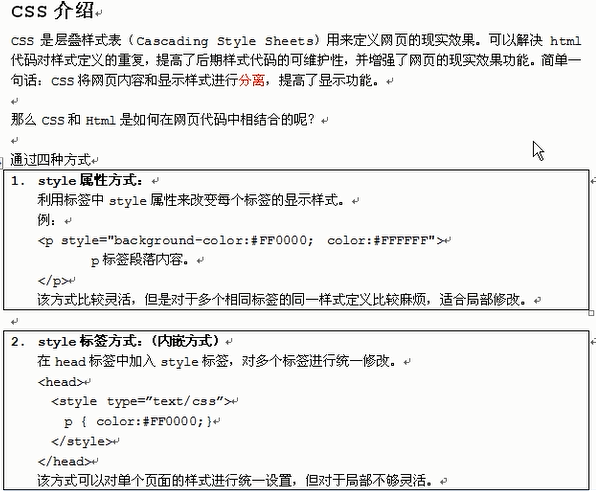 CSS 介绍
CSS 是层叠样式表（Cascading Style Sheets）用来定义网页的现实效果。可以解决 html
代码对样式定义的重复，提高了后期样式代码的可维护性，并增强了网页的现实效果功能。简单一
句话：CSS 将网页内容和显示样式进行分离，提高了显示功能。
那么 CSS 和 Html 是如何在网页代码中相结合的呢？
通过四种方式
1. style 属性方式：
利用标签中 style 属性来改变每个标签的显示样式。
例：
<p style="background-color:#FF0000; color:#FFFFFF">
p 标签段落内容。
</p>
该方式比较灵活，但是对于多个相同标签的同一样式定义比较麻烦，适合局部修改。
2. style 标签方式：(内嵌方式)
在 head 标签中加入 style 标签，对多个标签进行统一修改。
<head>
<style type="text/css">
p { color:#FF0000;}
</style>
</head>
该方式可以对单个页面的样式进行统一设置，但对于局部不够灵活。